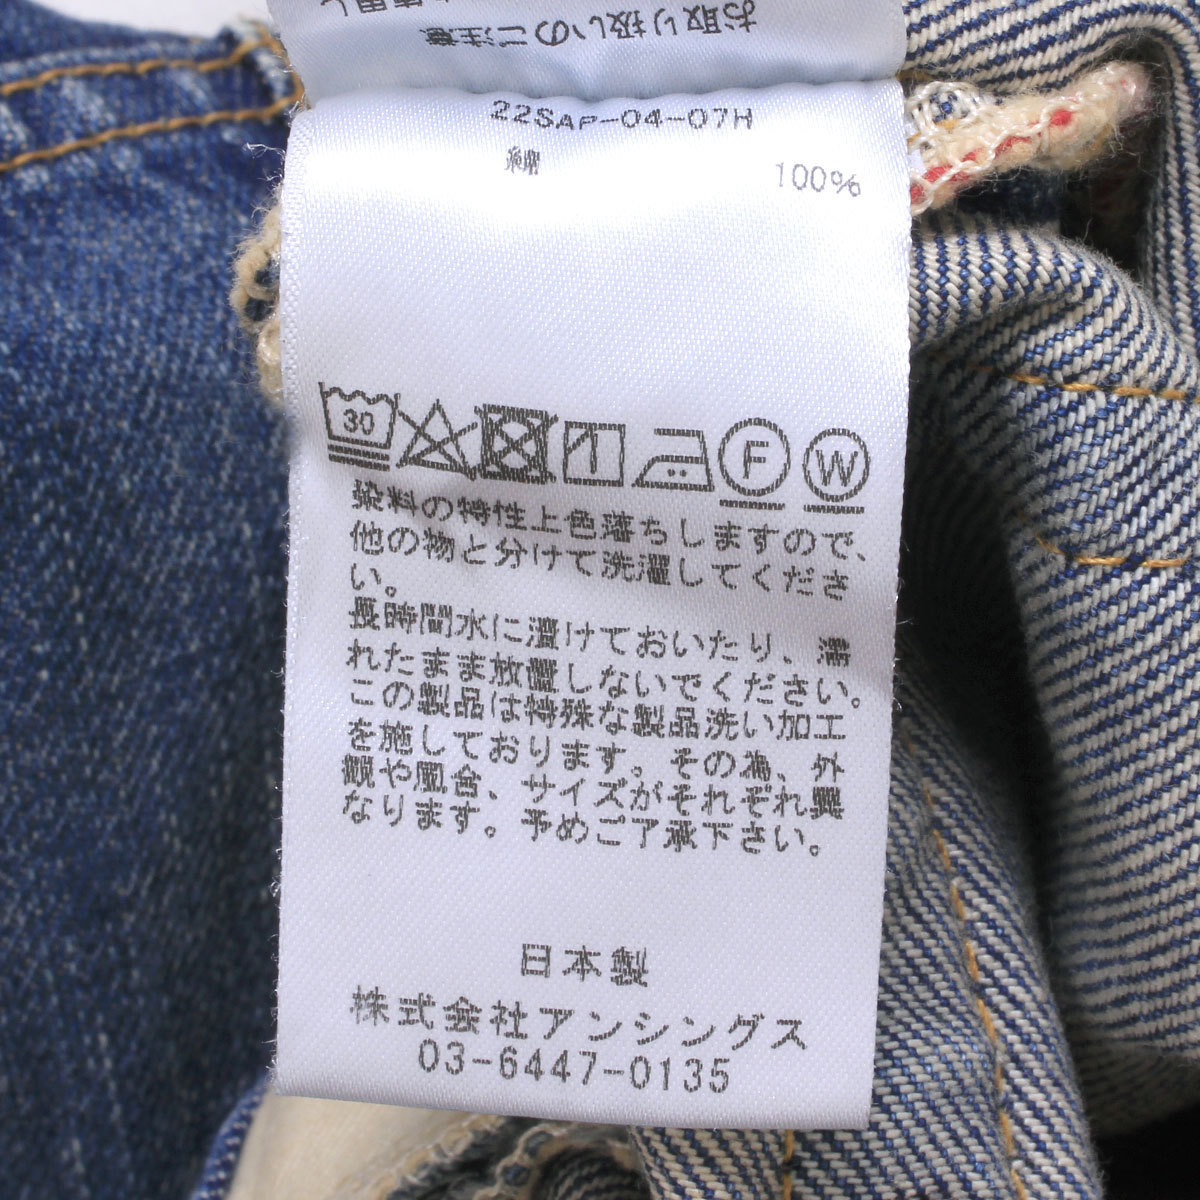 お取り扱いのご注意
22SAP-04-07H
綿 100%
30
F W
染料の特性上色落ちしますので、
他の物と分けて洗濯してくださ
い。
長時間水に漬けておいたり、濡
れたまま放置しないでください。
この製品は特殊な製品洗い加工
を施しております。その為、外
観や風合、サイズがそれぞれ異
なります。予めご了承下さい。
日本製
株式会社アンシングス
03-6447-0135